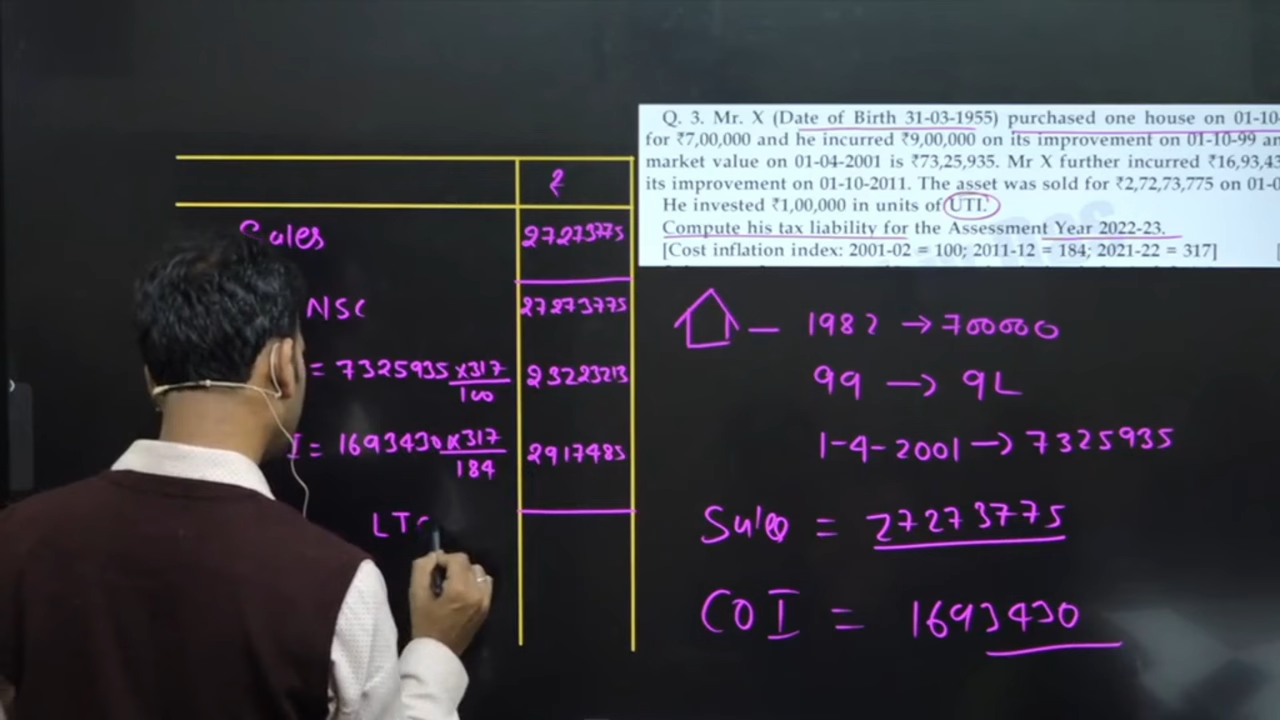 ₹
Sales 27273775
NSC 27273775
= 7325935 × 317 / 100 23223213
I = 1693430 × 317 / 184 2917485
LTC
Q. 3. Mr. X (Date of Birth 31-03-1955) purchased one house on 01-10-
for ₹7,00,000 and he incurred ₹9,00,000 on its improvement on 01-10-99 an
market value on 01-04-2001 is ₹73,25,935. Mr X further incurred ₹16,93,43
its improvement on 01-10-2011. The asset was sold for ₹2,72,73,775 on 01-0
He invested ₹1,00,000 in units of UTI.
Compute his tax liability for the Assessment Year 2022-23.
[Cost inflation index: 2001-02 = 100; 2011-12 = 184; 2021-22 = 317]
— 1982 → 700000
99 → 9L
1-4-2001 → 7325935
Sales = 27273775
COI = 1693430